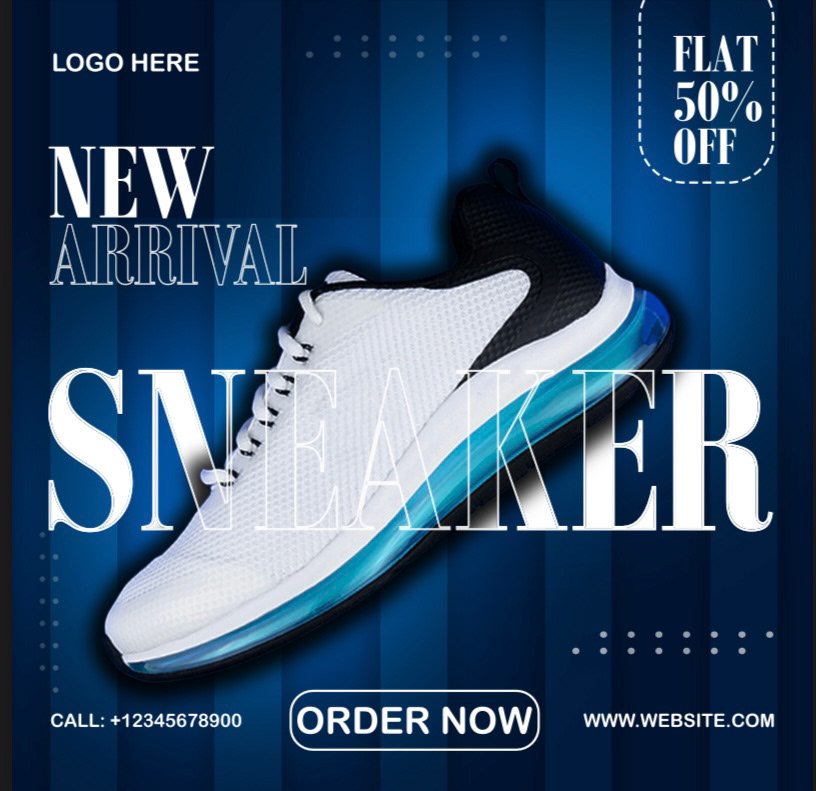 LOGO HERE
FLAT
50%
OFF
NEW
ARRIVAL
SNEAKER
CALL: +12345678900
ORDER NOW
WWW.WEBSITE.COM